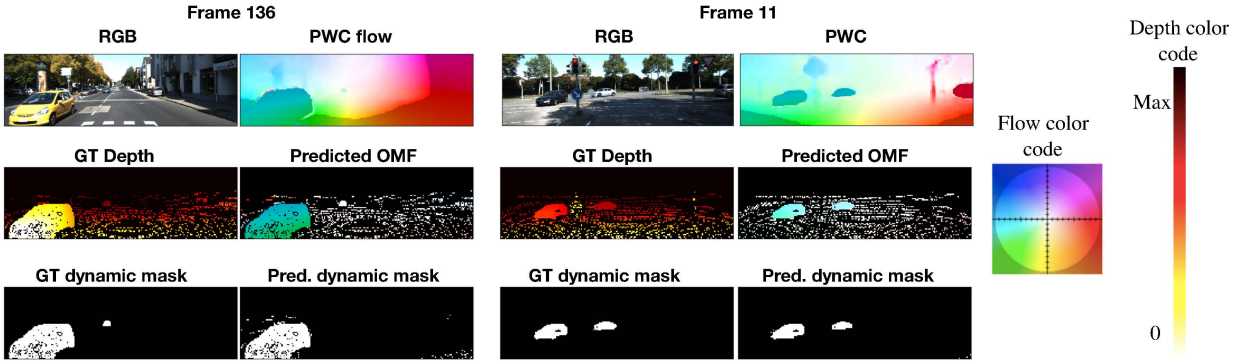 Frame 136
Frame 11
RGB
PWC flow
RGB
PWC
Depth color
code
Max
Flow color
code
GT Depth
Predicted OMF
GT Depth
Predicted OMF
GT dynamic mask
Pred. dynamic mask
GT dynamic mask
Pred. dynamic mask
0